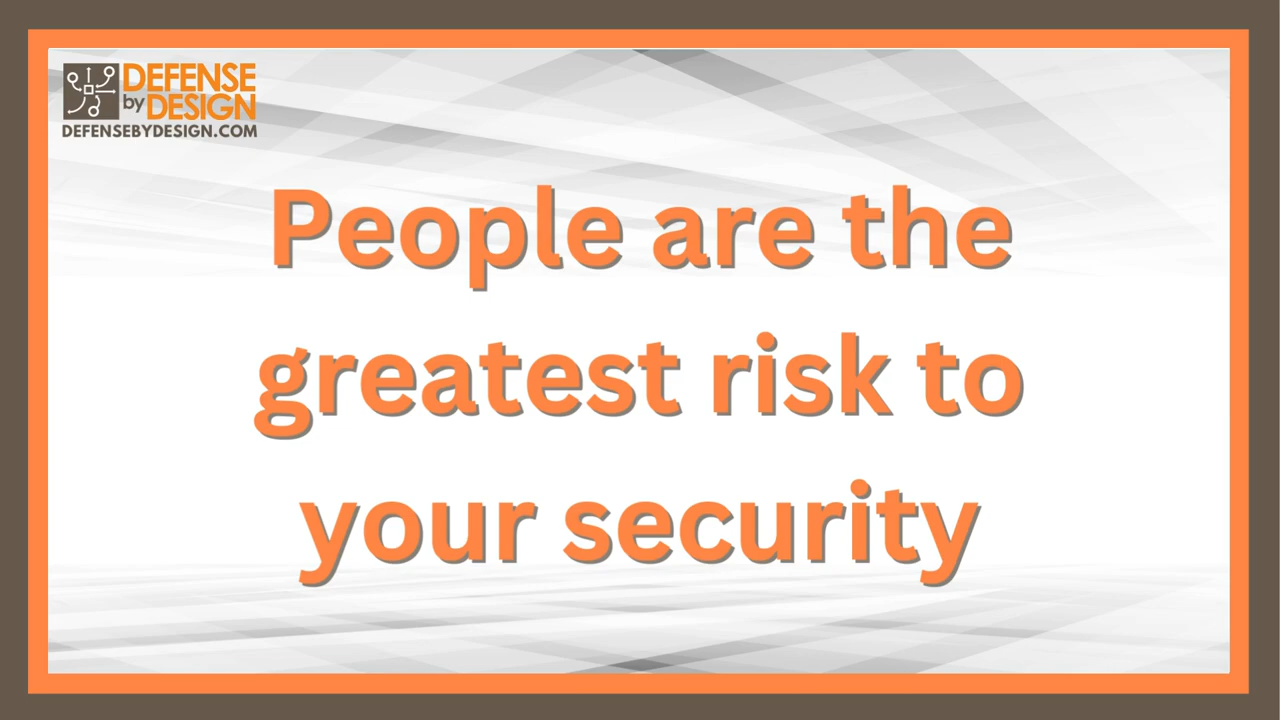 DEFENSE
by DESIGN
DEFENSEBYDESIGN.COM
People are the
greatest risk to
your security